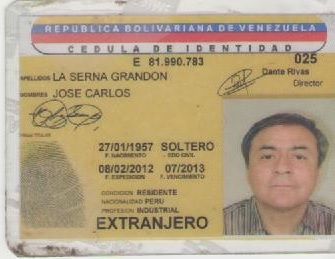 REPUBLICA BOLIVARIANA DE VENEZUELA
CEDULA DE IDENTIDAD
E 81.990.783 025
APELLIDOS LA SERNA GRANDON Dante Rivas
Director
NOMBRES JOSE CARLOS
27/01/1957 SOLTERO
F. NACIMIENTO EDO CIVIL
08/02/2012 07/2013
F. EXPEDICION F. VENCIMIENTO
CONDICION RESIDENTE
NACIONALIDAD PERU
PROFESION INDUSTRIAL
EXTRANJERO